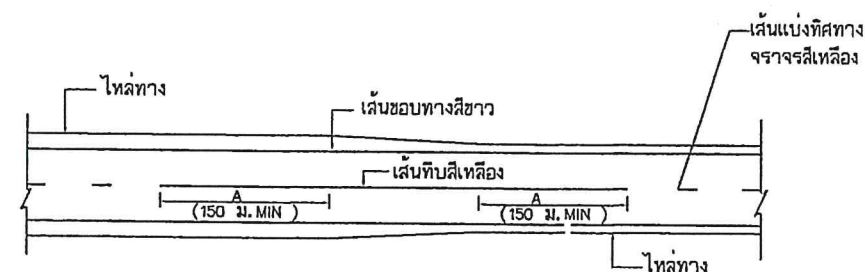 เส้นแบ่งทิศทาง
จราจรสีเหลือง
ไหล่ทาง
เส้นขอบทางสีขาว
เส้นทึบสีเหลือง
A
(150 ม. MIN )
A
(150 ม. MIN )
ไหล่ทาง